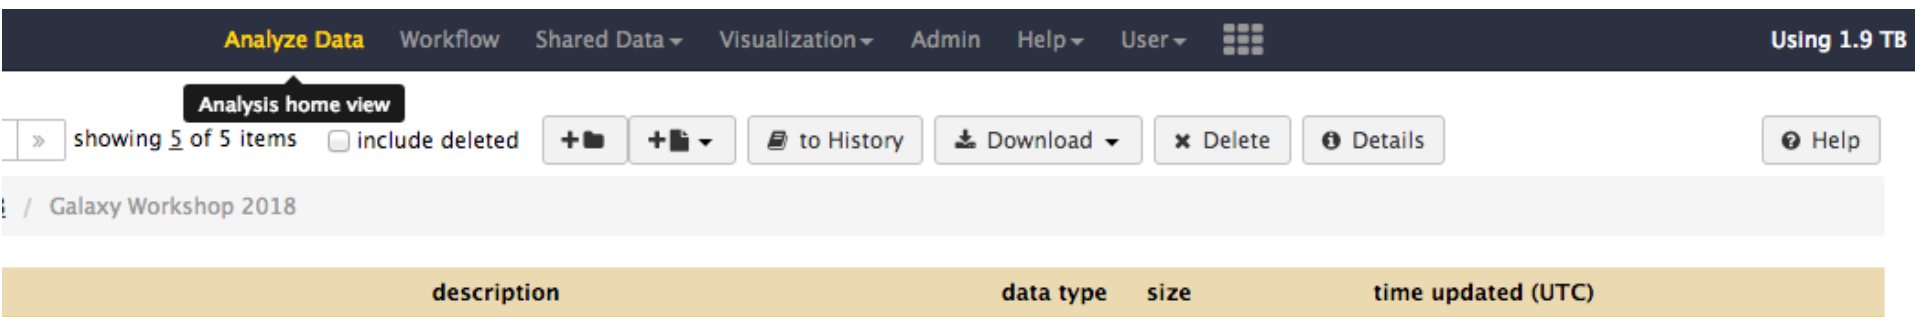 Analyze Data Workflow Shared Data Visualization Admin Help User Using 1.9 TB
Analysis home view
» showing 5 of 5 items include deleted + + to History Download Delete Details Help
/ Galaxy Workshop 2018
description data type size time updated (UTC)